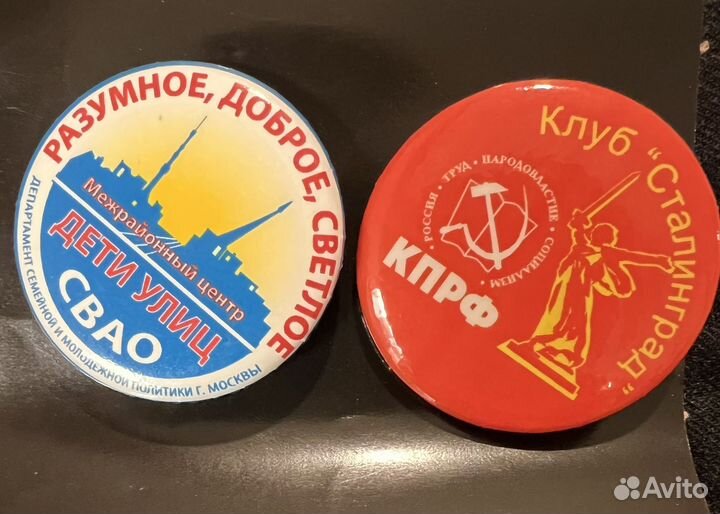 РАЗУМНОЕ, ДОБРОЕ, СВЕТЛОЕ
Межрайонный центр
ДЕТИ УЛИЦ
СВАО
ДЕПАРТАМЕНТ СЕМЕЙНОЙ И МОЛОДЕЖНОЙ ПОЛИТИКИ Г. МОСКВЫ
Клуб "Сталинград"
РОССИЯ · ТРУД · НАРОДОВЛАСТИЕ · СОЦИАЛИЗМ ·
КПРФ
Avito